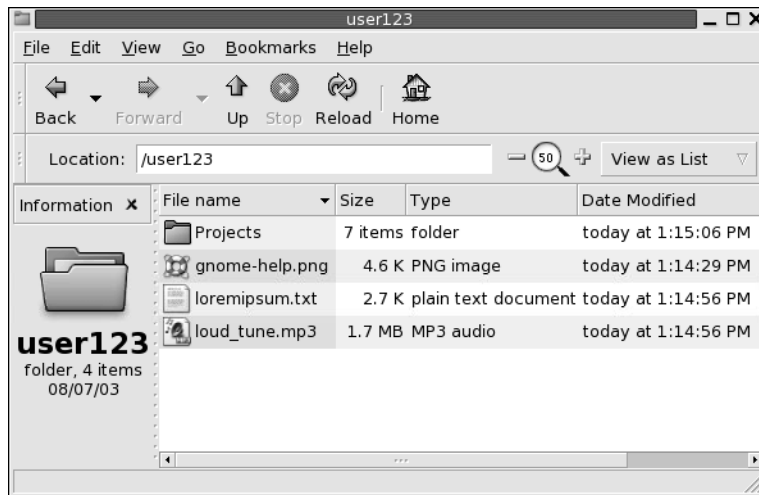 user123
File Edit View Go Bookmarks Help
Back Forward Up Stop Reload Home
Location: /user123 50 View as List
Information File name Size Type Date Modified
Projects 7 items folder today at 1:15:06 PM
gnome-help.png 4.6 K PNG image today at 1:14:29 PM
loremipsum.txt 2.7 K plain text document today at 1:14:56 PM
loud_tune.mp3 1.7 MB MP3 audio today at 1:14:56 PM
user123
folder, 4 items
08/07/03